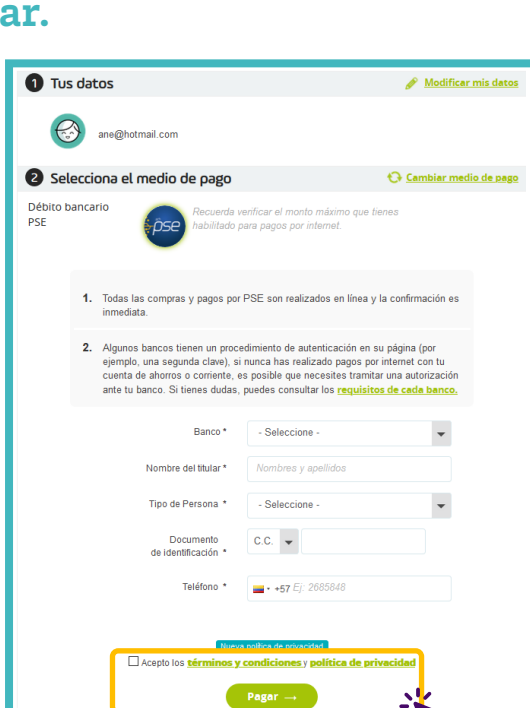 ar.
1 Tus datos
Modificar mis datos
ane@hotmail.com
2 Selecciona el medio de pago
Cambiar medio de pago
Débito bancario
PSE
pse
Recuerda verificar el monto máximo que tienes
habilitado para pagos por internet.
1. Todas las compras y pagos por PSE son realizados en línea y la confirmación es
inmediata.
2. Algunos bancos tienen un procedimiento de autenticación en su página (por
ejemplo, una segunda clave), si nunca has realizado pagos por internet con tu
cuenta de ahorros o corriente, es posible que necesites tramitar una autorización
ante tu banco. Si tienes dudas, puedes consultar los requisitos de cada banco.
Banco * - Seleccione -
Nombre del titular * Nombres y apellidos
Tipo de Persona * - Seleccione -
Documento
de identificación * C.C.
Teléfono * +57 Ej: 2685848
Nueva política de privacidad
Acepto los términos y condiciones y política de privacidad
Pagar →